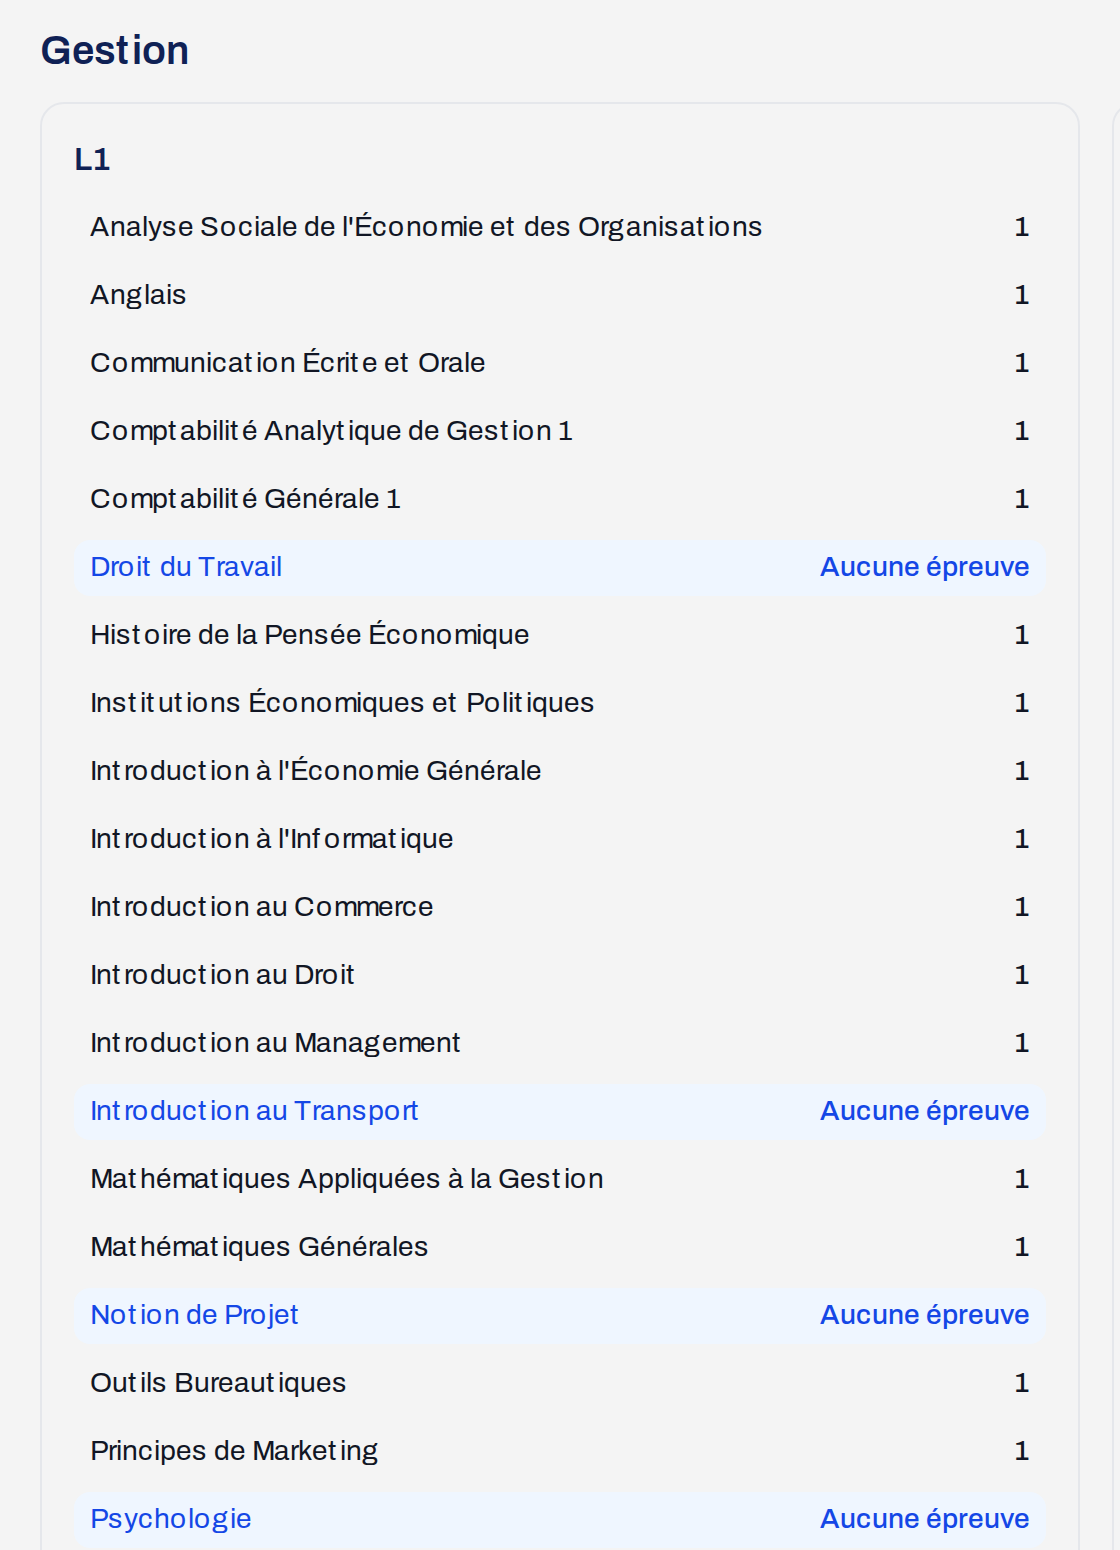 Gestion
L1
Analyse Sociale de l'Économie et des Organisations 1
Anglais 1
Communication Écrite et Orale 1
Comptabilité Analytique de Gestion 1 1
Comptabilité Générale 1 1
Droit du Travail Aucune épreuve
Histoire de la Pensée Économique 1
Institutions Économiques et Politiques 1
Introduction à l'Économie Générale 1
Introduction à l'Informatique 1
Introduction au Commerce 1
Introduction au Droit 1
Introduction au Management 1
Introduction au Transport Aucune épreuve
Mathématiques Appliquées à la Gestion 1
Mathématiques Générales 1
Notion de Projet Aucune épreuve
Outils Bureautiques 1
Principes de Marketing 1
Psychologie Aucune épreuve